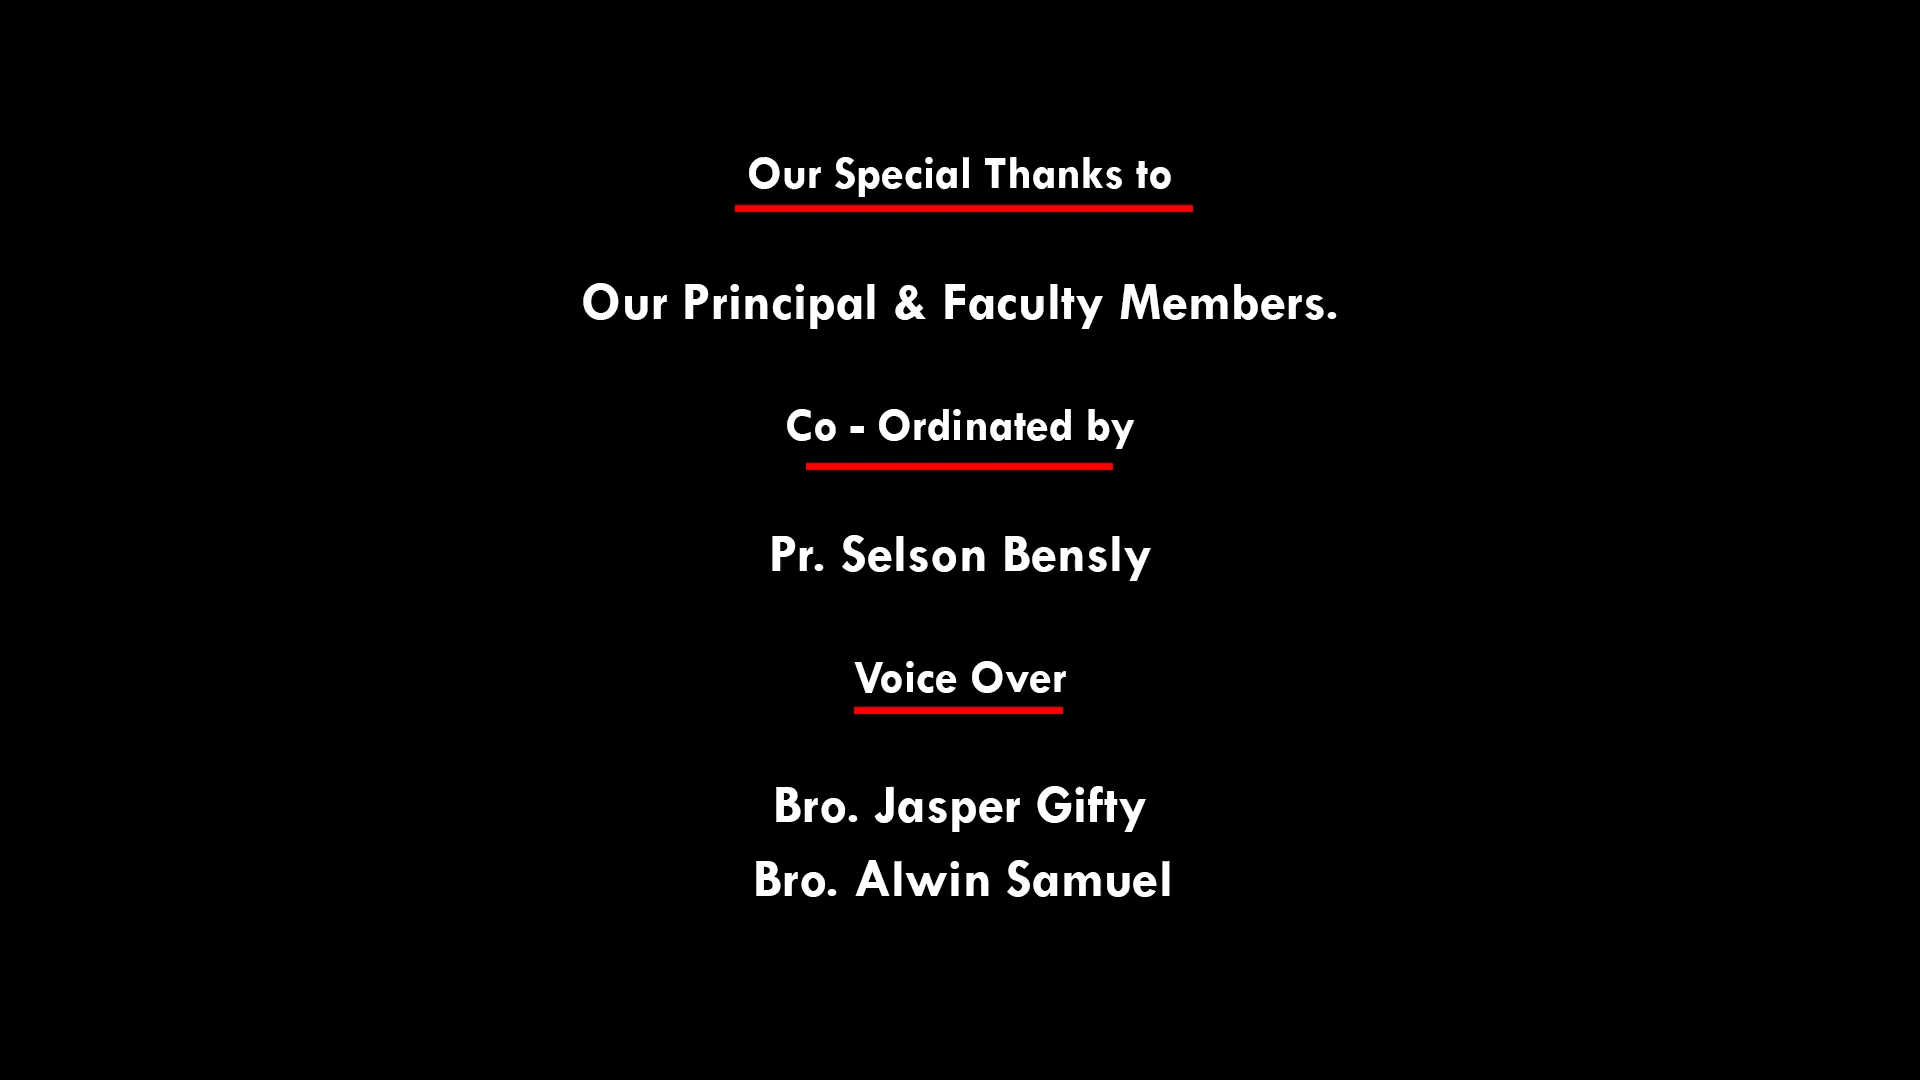 Our Special Thanks to
Our Principal & Faculty Members.
Co - Ordinated by
Pr. Selson Bensly
Voice Over
Bro. Jasper Gifty
Bro. Alwin Samuel